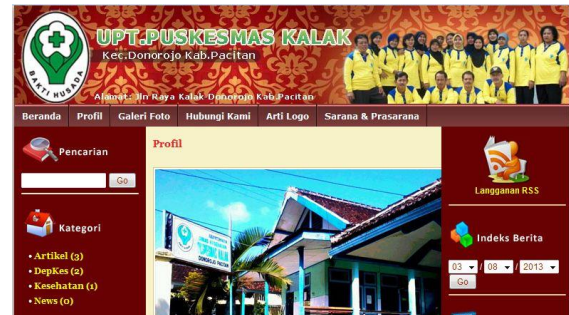 BAKTI HUSADA
UPT.PUSKESMAS KALAK
Kec.Donorojo Kab.Pacitan
Alamat: Jln Raya Kalak-Donorojo Kab.Pacitan
Beranda Profil Galeri Foto Hubungi Kami Arti Logo Sarana & Prasarana
Pencarian
Go
Kategori
• Artikel (3)
• DepKes (2)
• Kesehatan (1)
• News (0)
Profil
DONOROJO PACITAN
Langganan RSS
Indeks Berita
03 / 08 / 2013
Go